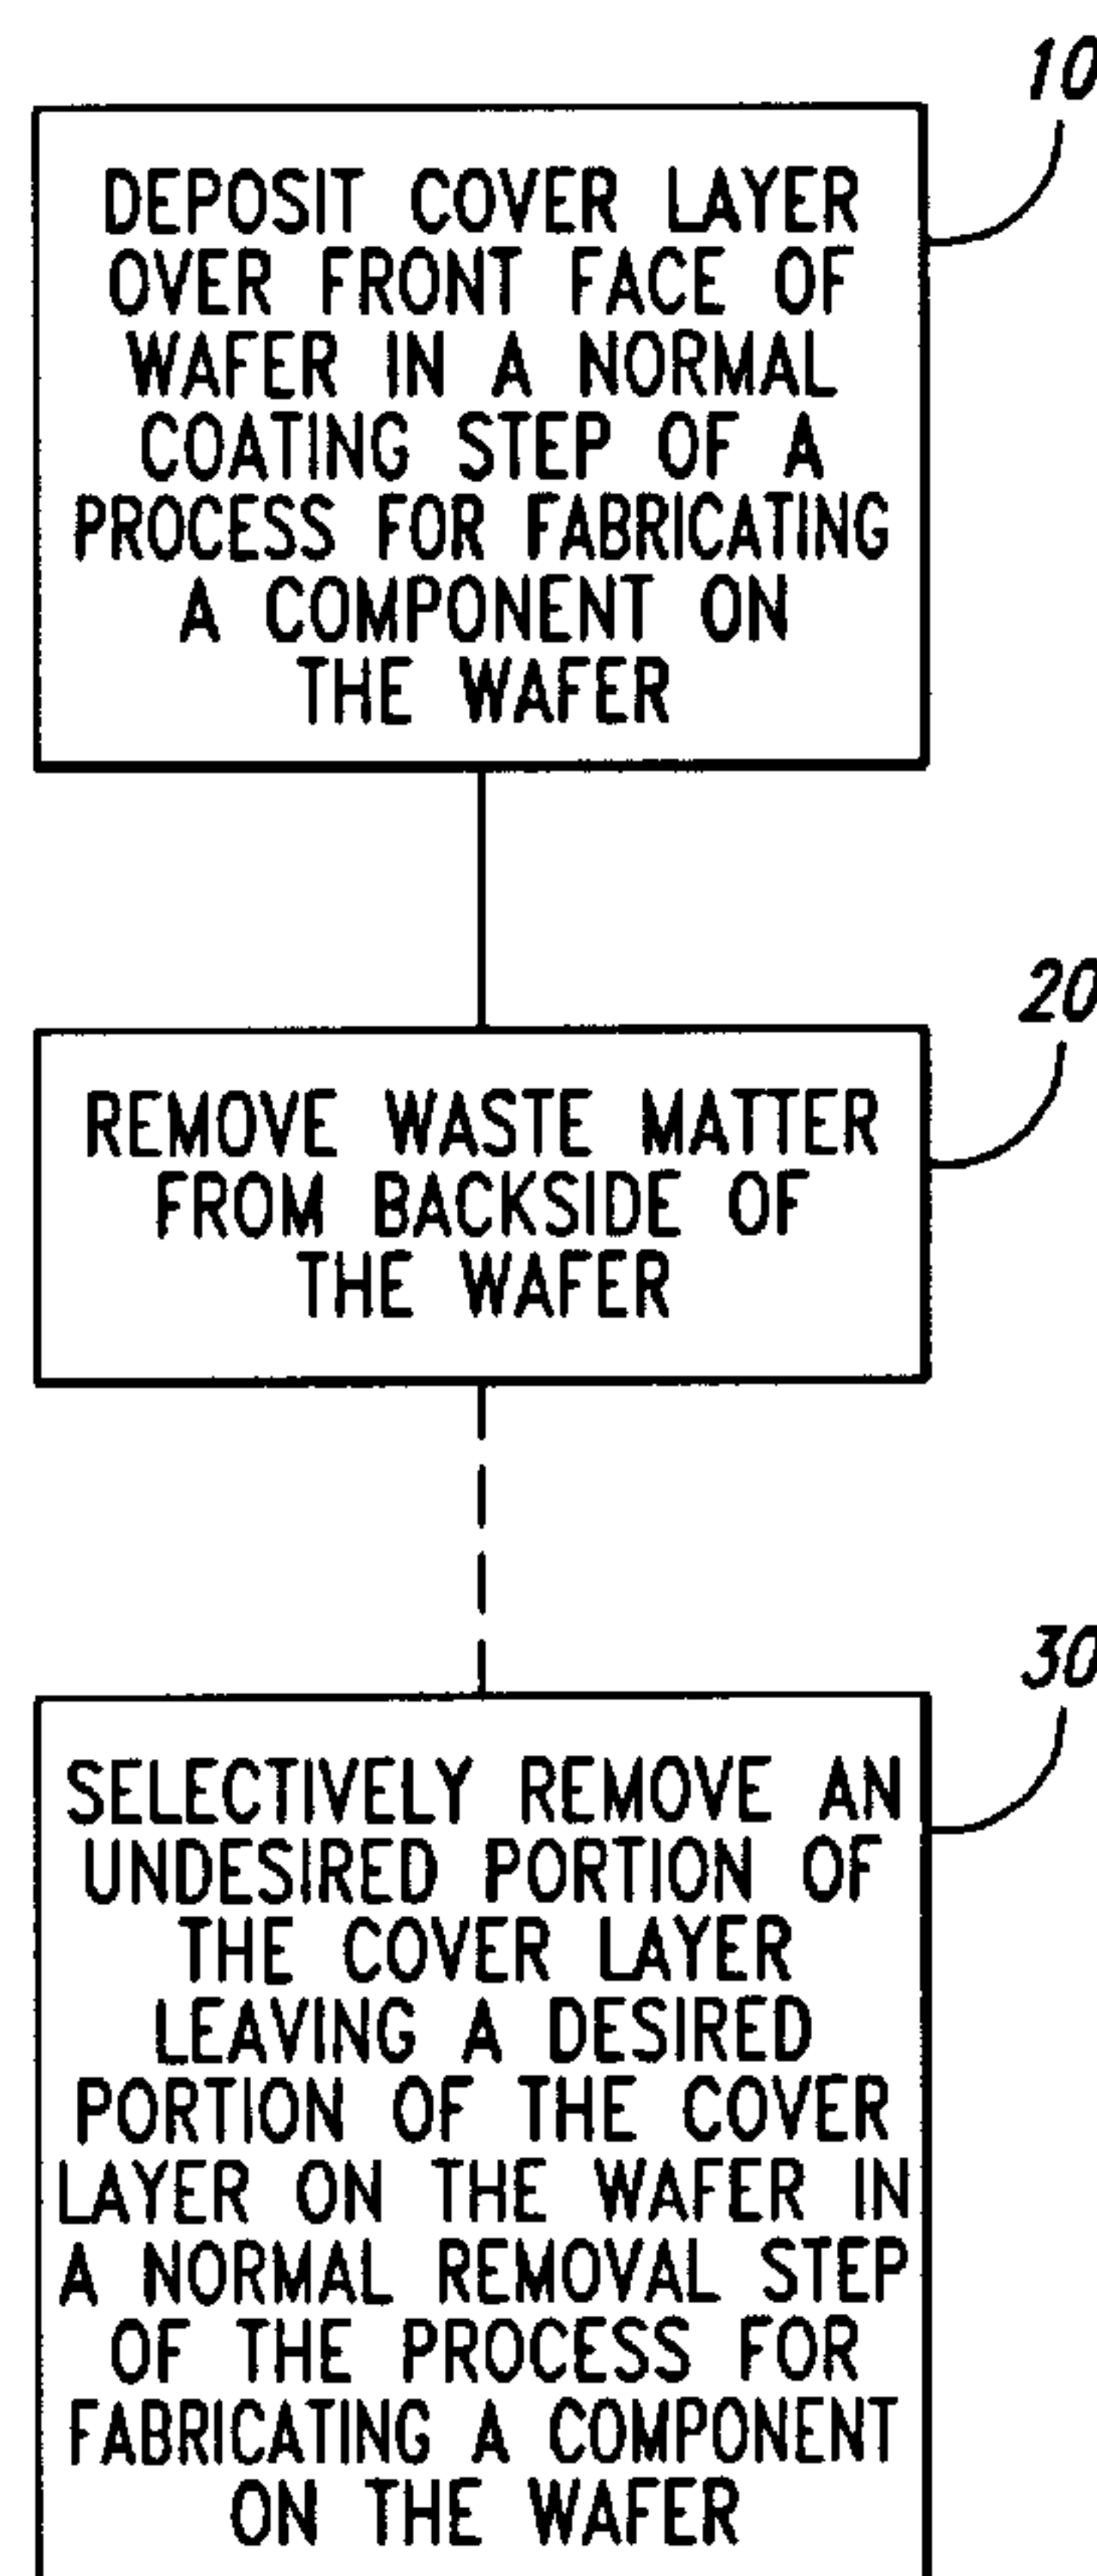 10
DEPOSIT COVER LAYER
OVER FRONT FACE OF
WAFER IN A NORMAL
COATING STEP OF A
PROCESS FOR FABRICATING
A COMPONENT ON
THE WAFER
20
REMOVE WASTE MATTER
FROM BACKSIDE OF
THE WAFER
30
SELECTIVELY REMOVE AN
UNDESIRED PORTION OF
THE COVER LAYER
LEAVING A DESIRED
PORTION OF THE COVER
LAYER ON THE WAFER IN
A NORMAL REMOVAL STEP
OF THE PROCESS FOR
FABRICATING A COMPONENT
ON THE WAFER